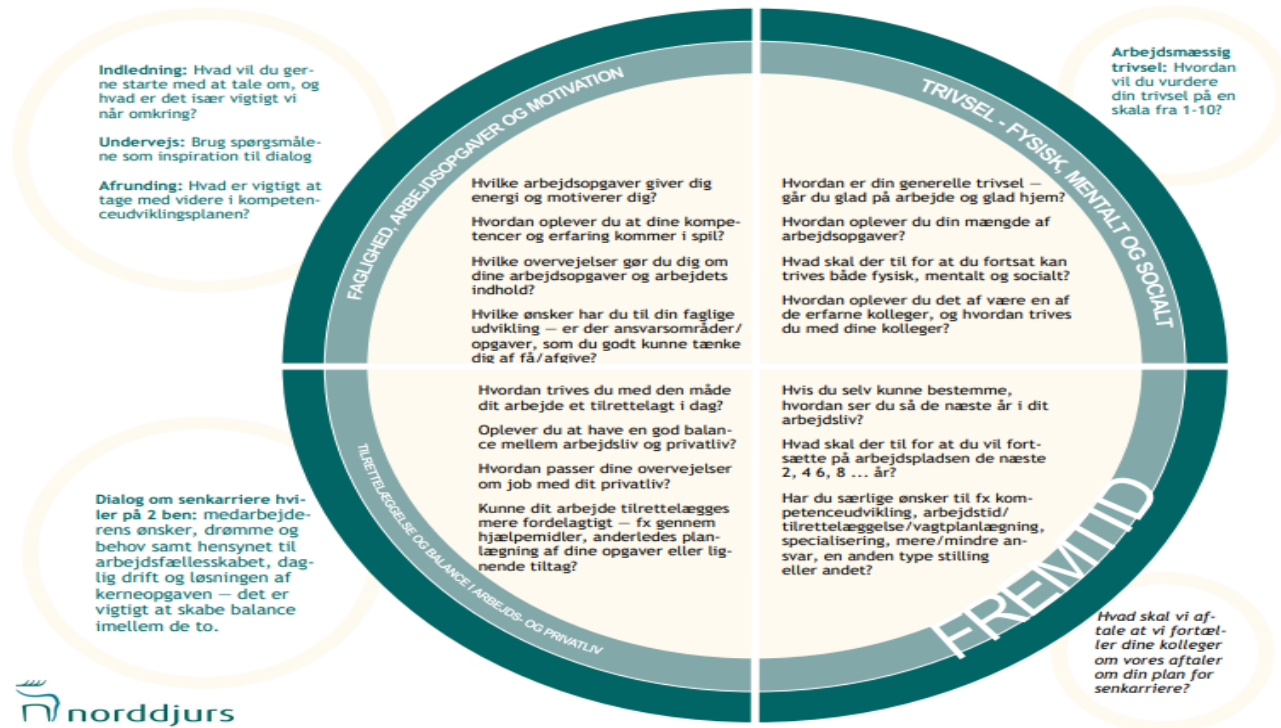 Indledning: Hvad vil du ger-
ne starte med at tale om, og
hvad er det især vigtigt vi
når omkring?
Undervejs: Brug spørgsmåle-
ne som inspiration til dialog
Afrunding: Hvad er vigtigt at
tage med videre i kompeten-
ceudviklingsplanen?
FAGLIGHED, ARBEJDSOPGAVER OG MOTIVATION
Hvilke arbejdsopgaver giver dig
energi og motiverer dig?
Hvordan oplever du at dine kompe-
tencer og erfaring kommer i spil?
Hvilke overvejelser gør du dig om
dine arbejdsopgaver og arbejdets
indhold?
Hvilke ønsker har du til din faglige
udvikling — er der ansvarsområder/
opgaver, som du godt kunne tænke
dig af få/afgive?
TRIVSEL - FYSISK, MENTALT OG SOCIALT
Hvordan er din generelle trivsel —
går du glad på arbejde og glad hjem?
Hvordan oplever du din mængde af
arbejdsopgaver?
Hvad skal der til for at du fortsat kan
trives både fysisk, mentalt og socialt?
Hvordan oplever du det af være en af
de erfarne kolleger, og hvordan trives
du med dine kolleger?
Arbejdsmæssig
trivsel: Hvordan
vil du vurdere
din trivsel på en
skala fra 1-10?
Dialog om senkarriere hvi-
ler på 2 ben: medarbejde-
rens ønsker, drømme og
behov samt hensynet til
arbejdsfællesskabet, dag-
lig drift og løsningen af
kerneopgaven — det er
vigtigt at skabe balance
imellem de to.
TILRETTELÆGGELSE OG BALANCE I ARBEJDS- OG PRIVATLIV
Hvordan trives du med den måde
dit arbejde et tilrettelagt i dag?
Oplever du at have en god balan-
ce mellem arbejdsliv og privatliv?
Hvordan passer dine overvejelser
om job med dit privatliv?
Kunne dit arbejde tilrettelægges
mere fordelagtigt — fx gennem
hjælpemidler, anderledes plan-
lægning af dine opgaver eller lig-
nende tiltag?
Hvis du selv kunne bestemme,
hvordan ser du så de næste år i dit
arbejdsliv?
Hvad skal der til for at du vil fort-
sætte på arbejdspladsen de næste
2, 4 6, 8 ... år?
Har du særlige ønsker til fx kom-
petenceudvikling, arbejdstid/
tilrettelæggelse/vagtplanlægning,
specialisering, mere/mindre an-
svar, en anden type stilling
eller andet?
FREMTID
Hvad skal vi af-
tale at vi fortæl-
ler dine kolleger
om vores aftaler
om din plan for
senkarriere?
norddjurs